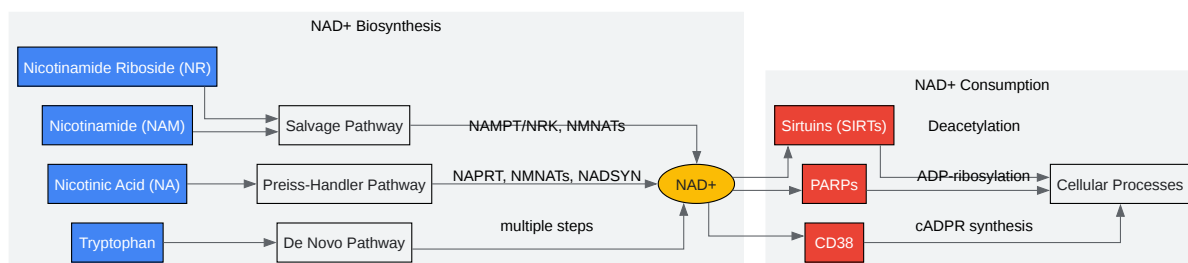 NAD+ Biosynthesis
Nicotinamide Riboside (NR)
Nicotinamide (NAM)
Salvage Pathway
NAMPT/NRK, NMNATs
Nicotinic Acid (NA)
Preiss-Handler Pathway
NAPRT, NMNATs, NADSYN
NAD+
Tryptophan
De Novo Pathway
multiple steps
NAD+ Consumption
Sirtuins (SIRTs)
Deacetylation
PARPs
ADP-ribosylation
Cellular Processes
CD38
cADPR synthesis